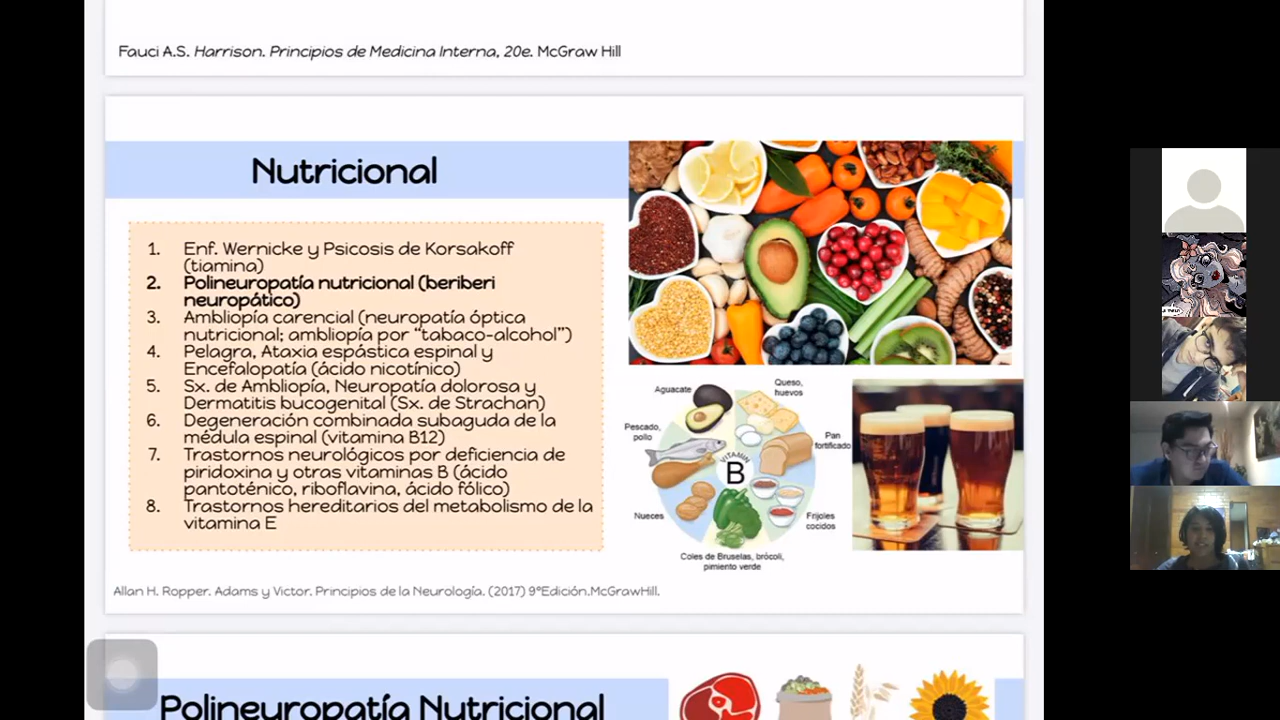 Fauci A.S. Harrison. Principios de Medicina Interna, 20e. McGraw Hill
Nutricional
1. Enf. Wernicke y Psicosis de Korsakoff
(tiamina)
2. Polineuropatía nutricional (beriberi
neuropático)
3. Ambliopía carencial (neuropatía óptica
nutricional; ambliopía por “tabaco-alcohol”)
4. Pelagra, Ataxia espástica espinal y
Encefalopatía (ácido nicotínico)
5. Sx. de Ambliopía, Neuropatía dolorosa y
Dermatitis bucogenital (Sx. de Strachan)
6. Degeneración combinada subaguda de la
médula espinal (vitamina B12)
7. Trastornos neurológicos por deficiencia de
piridoxina y otras vitaminas B (ácido
pantoténico, riboflavina, ácido fólico)
8. Trastornos hereditarios del metabolismo de la
vitamina E
Aguacate
Queso,
huevos
Pescado,
pollo
Pan
fortificado
VITAMIN
B
Nueces
Frijoles
cocidos
Coles de Bruselas, brócoli,
pimiento verde
Allan H. Ropper. Adams y Victor. Principios de la Neurología. (2017) 9°Edición.McGrawHill.
Polineuropatía Nutricional